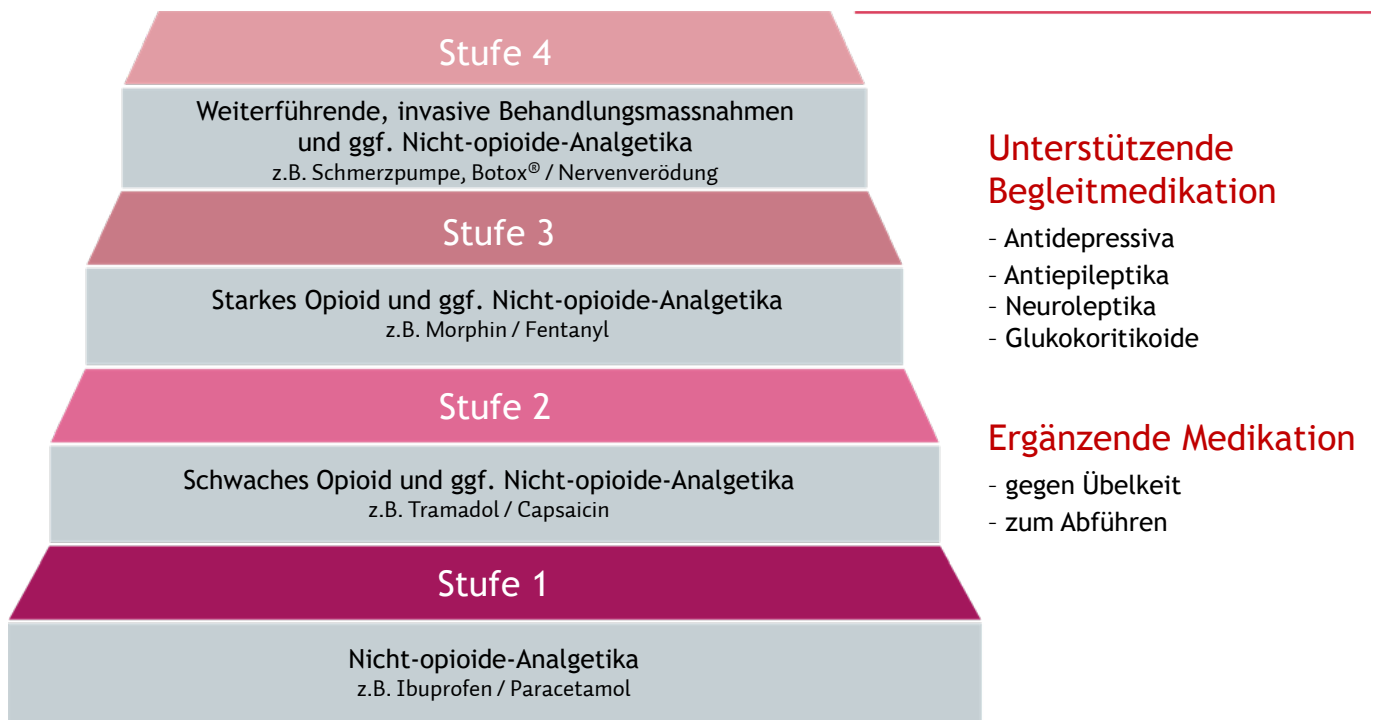 Stufe 4
Weiterführende, invasive Behandlungsmassnahmen
und ggf. Nicht-opioide-Analgetika
z.B. Schmerzpumpe, Botox® / Nervenverödung
Stufe 3
Starkes Opioid und ggf. Nicht-opioide-Analgetika
z.B. Morphin / Fentanyl
Stufe 2
Schwaches Opioid und ggf. Nicht-opioide-Analgetika
z.B. Tramadol / Capsaicin
Stufe 1
Nicht-opioide-Analgetika
z.B. Ibuprofen / Paracetamol
Unterstützende
Begleitmedikation
– Antidepressiva
– Antiepileptika
– Neuroleptika
– Glukokoritikoide
Ergänzende Medikation
– gegen Übelkeit
– zum Abführen